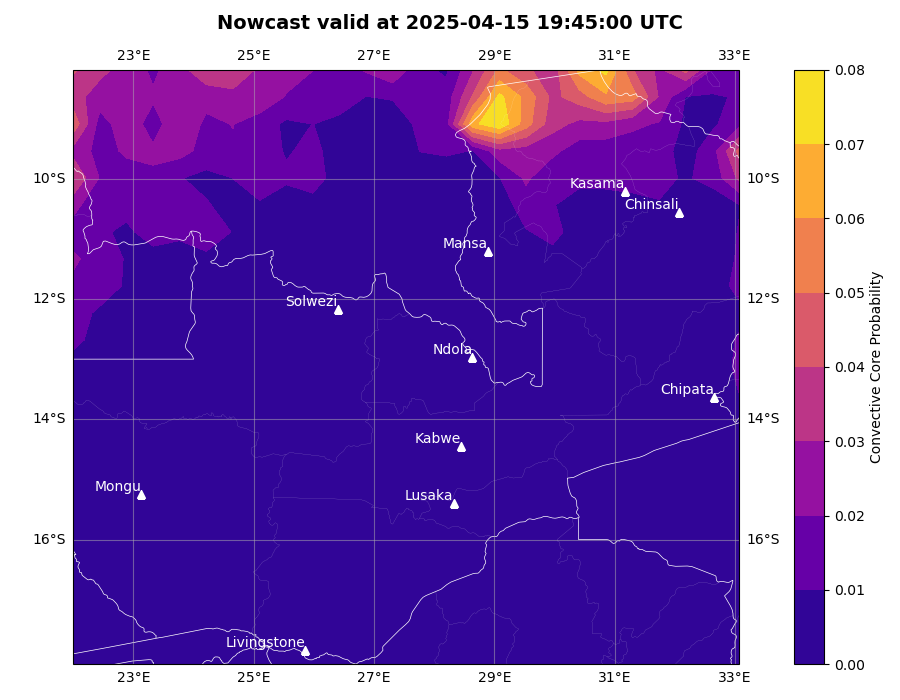 Nowcast valid at 2025-04-15 19:45:00 UTC
23°E 25°E 27°E 29°E 31°E 33°E
0.08
0.07
0.06
0.05
0.04
0.03
0.02
0.01
0.00
Convective Core Probability
10°S 10°S
12°S 12°S
14°S 14°S
16°S 16°S
Kasama
Chinsali
Mansa
Solwezi
Ndola
Chipata
Kabwe
Mongu
Lusaka
Livingstone
23°E 25°E 27°E 29°E 31°E 33°E